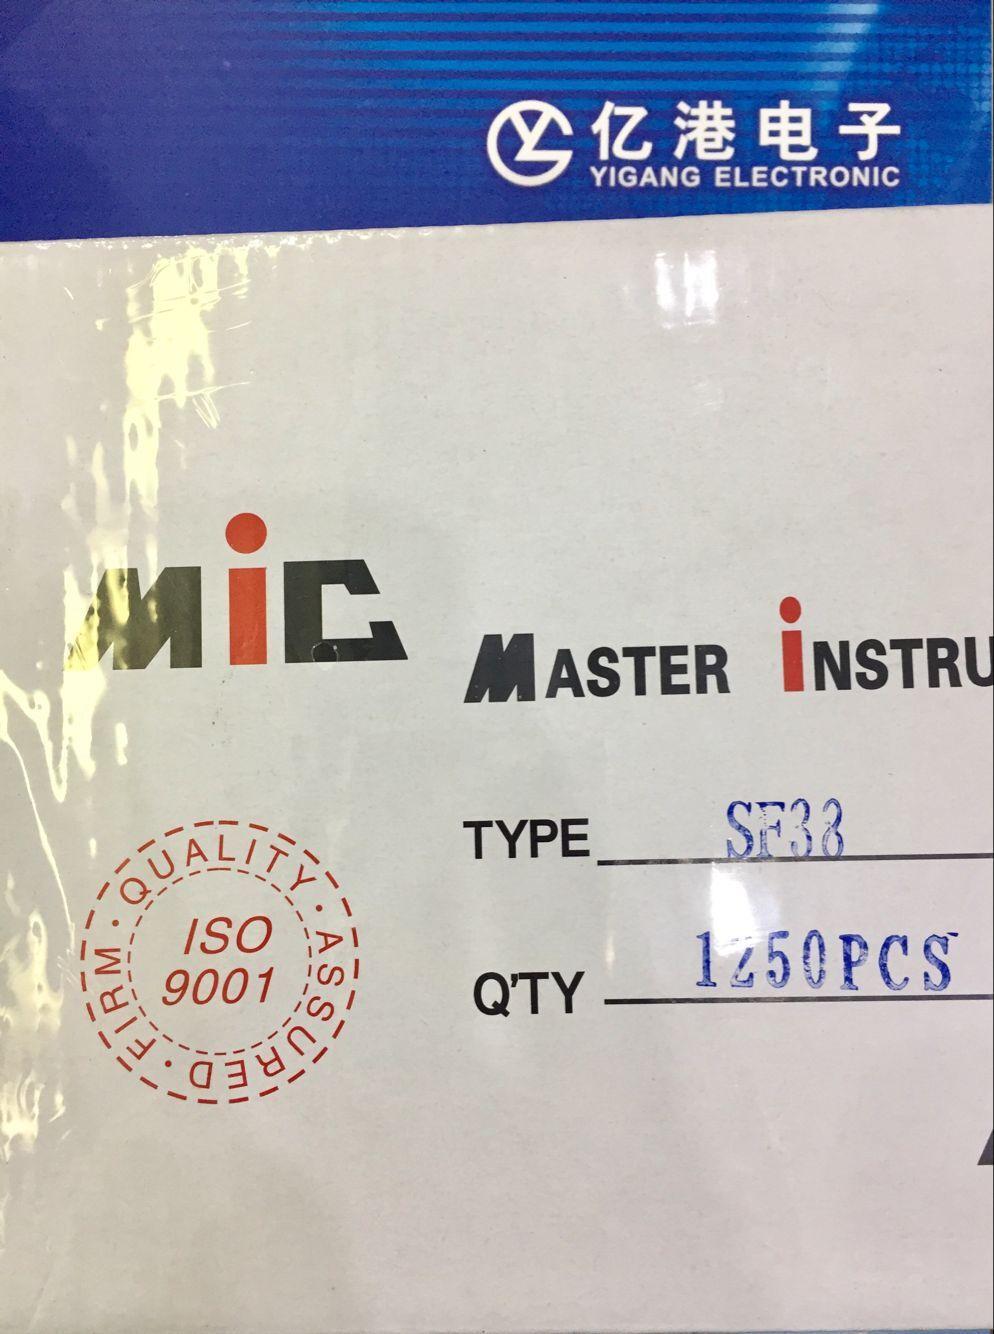 亿港电子
YIGANG ELECTRONIC
MiC
MASTER iNSTRU
TYPE SF38
QUALITY · ASSURED · FIRM ·
ISO
9001
Q'TY 1250PCS